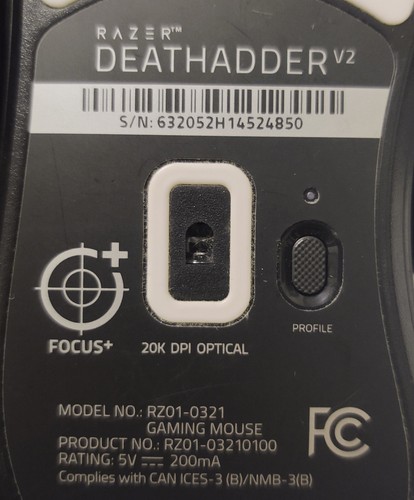 RAZER™
DEATHADDER V2
S/N: 632052H14524850
FOCUS+
20K DPI OPTICAL
PROFILE
MODEL NO.: RZ01-0321
GAMING MOUSE
PRODUCT NO.: RZ01-03210100
RATING: 5V ⎓ 200mA
Complies with CAN ICES-3 (B)/NMB-3(B)
FC